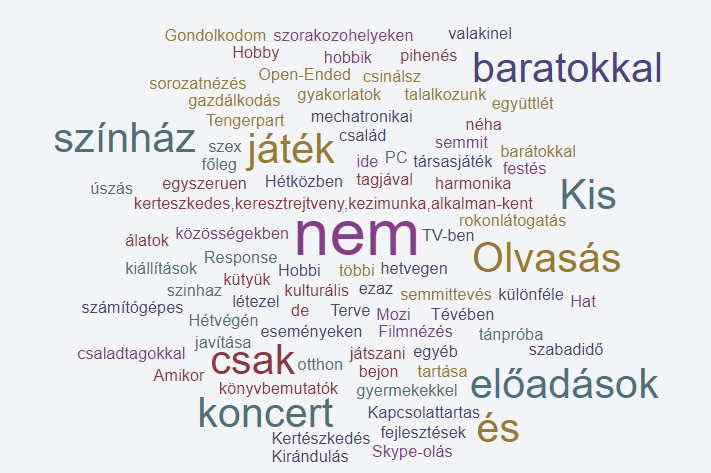 Gondolkodom szorakozohelyeken valakinel
Hobby hobbik pihenés
baratokkal
sorozatnézés Open-Ended csinálsz
gazdálkodás gyakorlatok talalkozunk együttlét
Tengerpart mechatronikai néha
színház szex játék család semmit barátokkal
főleg ide PC társasjáték festés
úszás egyszeruen Hétközben tagjával harmonika Kis
kerteszkedes,keresztrejtveny,kezimunka,alkalman-kent
rokonlátogatás
álatok közösségekben nem TV-ben
kiállítások Response Olvasás
kütyük Hobbi többi hetvegen
szinhaz létezel kulturális ezaz semmittevés különféle Hat
számítógépes de Terve Mozi Tévében
Hétvégén eseményeken Filmnézés tánpróba
javítása
csaladtagokkal csak otthon játszani egyéb szabadidő
Amikor bejon tartása
könyvbemutatók gyermekekkel előadások
koncert Kapcsolattartas és
Kertészkedés fejlesztések
Kirándulás Skype-olás